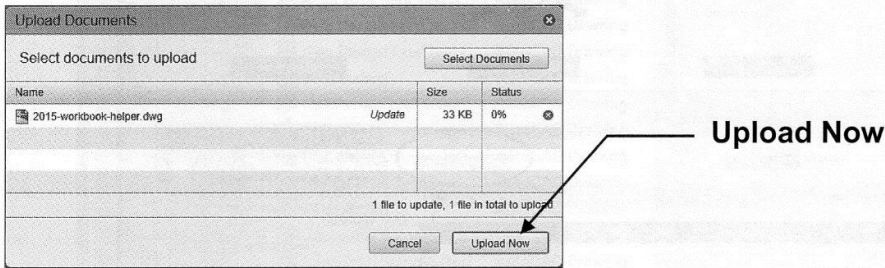 Upload Documents
Select documents to upload
Select Documents
Name Size Status
2015-workbook-helper.dwg Update 33 KB 0%
Upload Now
1 file to update, 1 file in total to upload
Cancel Upload Now